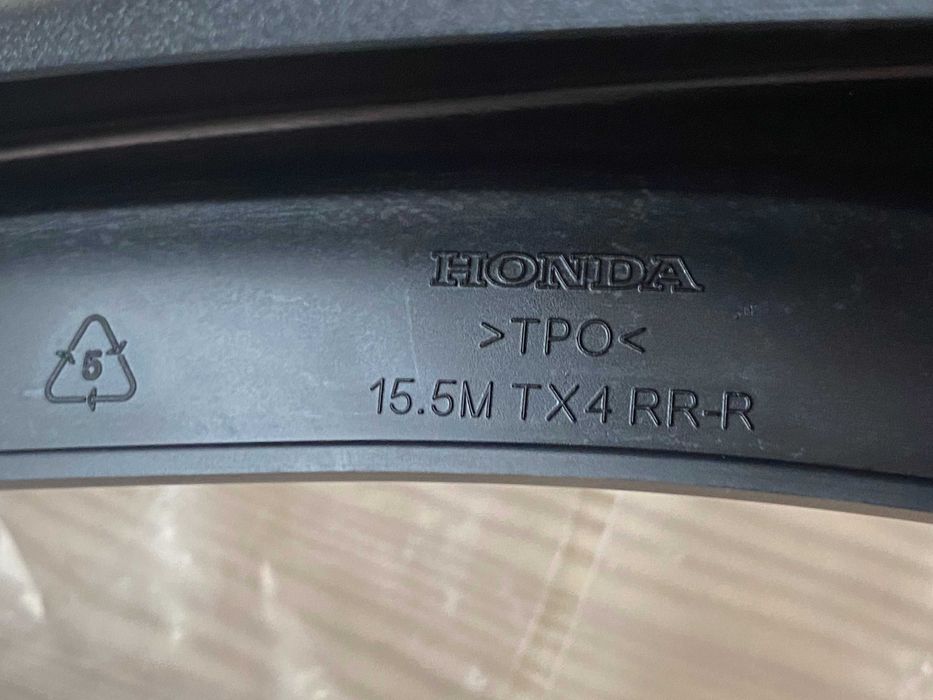 HONDA
>TPO<
5
15.5M TX4 RR-R